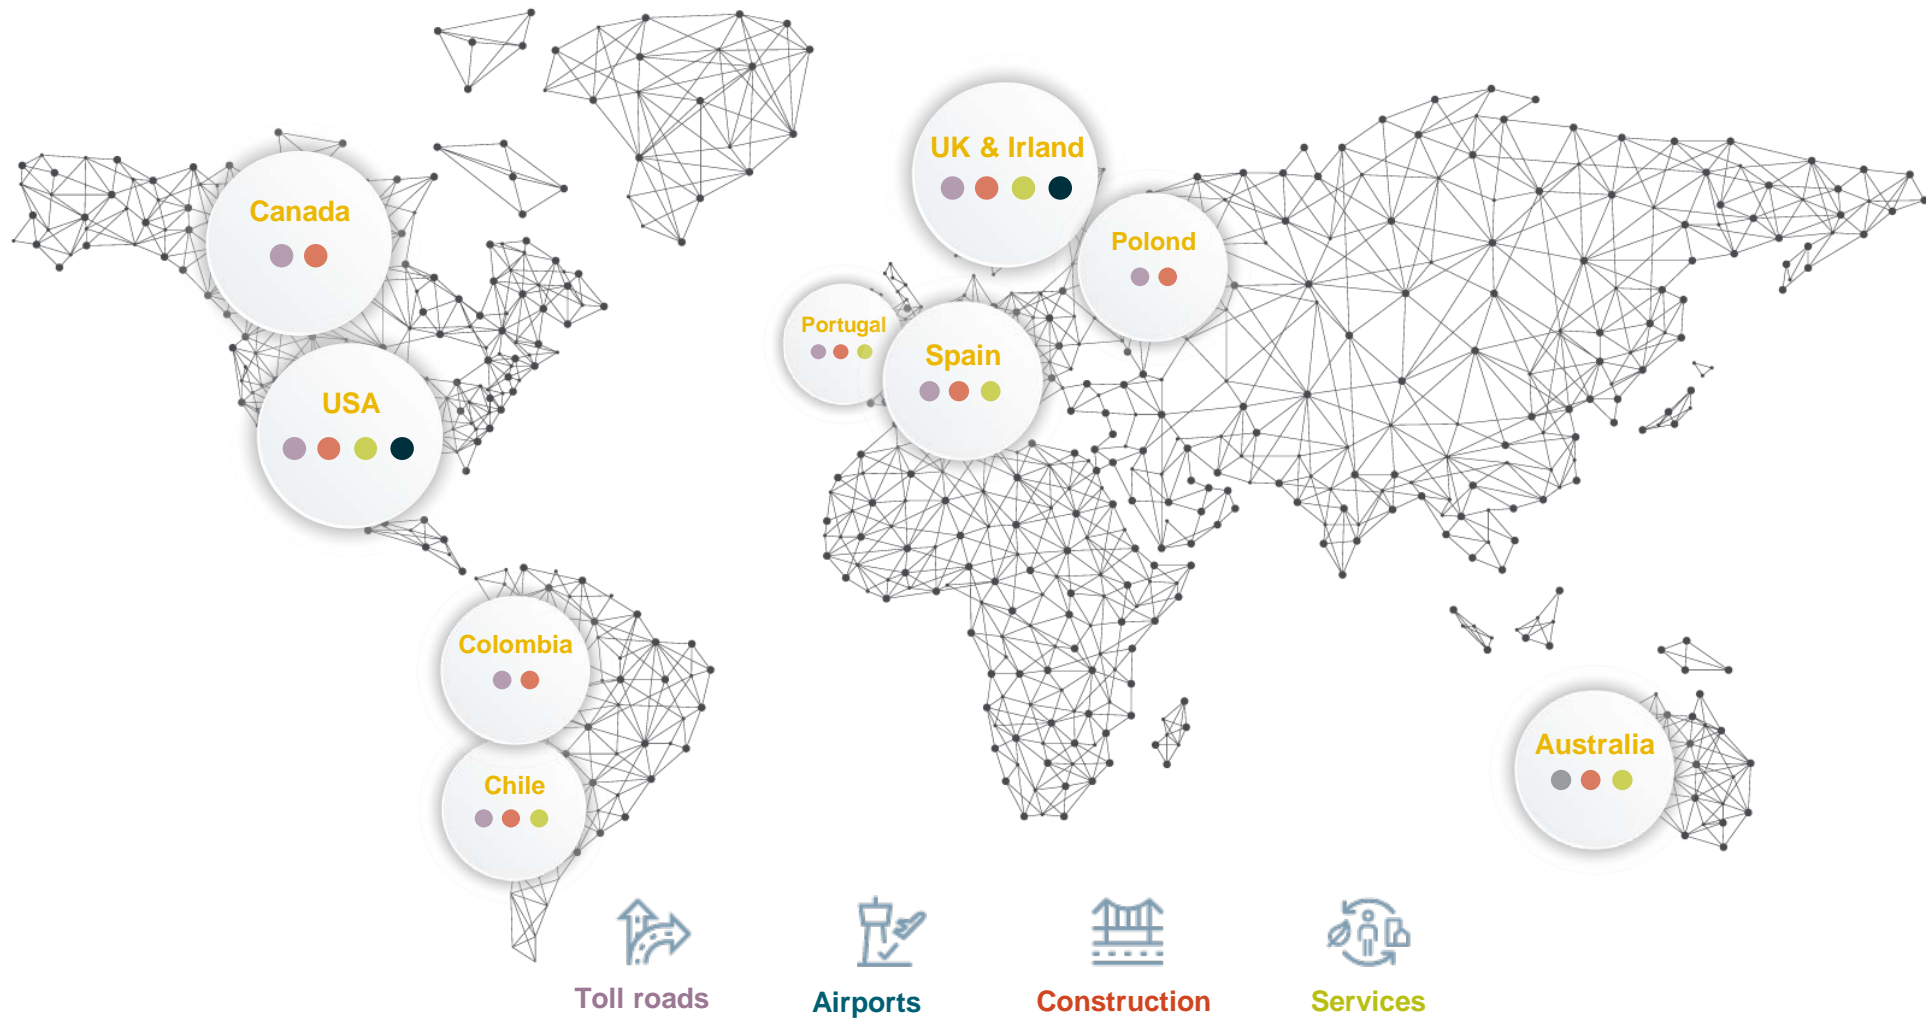 UK & Irland
Canada
Polond
Portugal
Spain
USA
Colombia
Australia
Chile
Toll roads
Airports
Construction
Services